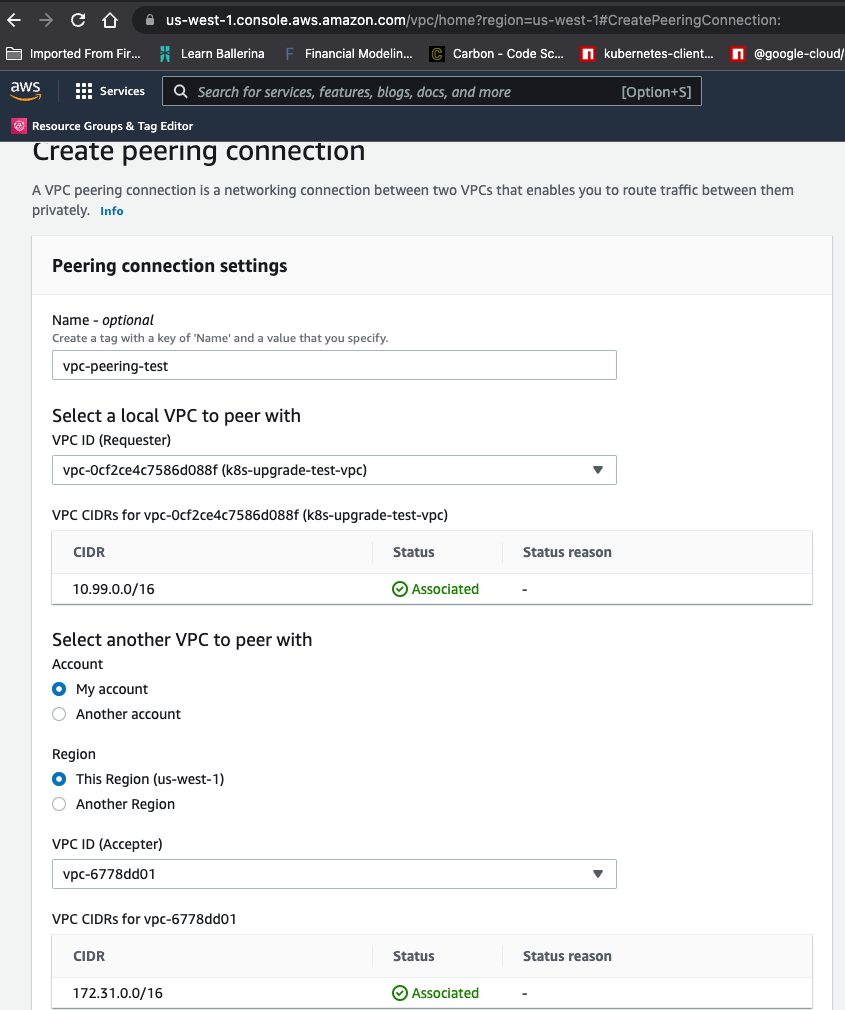 us-west-1.console.aws.amazon.com/vpc/home?region=us-west-1#CreatePeeringConnection:
Imported From Fir... Learn Ballerina F Financial Modelin... C Carbon - Code Sc... n kubernetes-client... n @google-cloud/
aws Services Search for services, features, blogs, docs, and more [Option+S]
Resource Groups & Tag Editor
Create peering connection
A VPC peering connection is a networking connection between two VPCs that enables you to route traffic between them
privately. Info
Peering connection settings
Name - optional
Create a tag with a key of 'Name' and a value that you specify.
vpc-peering-test
Select a local VPC to peer with
VPC ID (Requester)
vpc-0cf2ce4c7586d088f (k8s-upgrade-test-vpc)
VPC CIDRs for vpc-0cf2ce4c7586d088f (k8s-upgrade-test-vpc)
CIDR Status Status reason
10.99.0.0/16 Associated -
Select another VPC to peer with
Account
My account
Another account
Region
This Region (us-west-1)
Another Region
VPC ID (Accepter)
vpc-6778dd01
VPC CIDRs for vpc-6778dd01
CIDR Status Status reason
172.31.0.0/16 Associated -